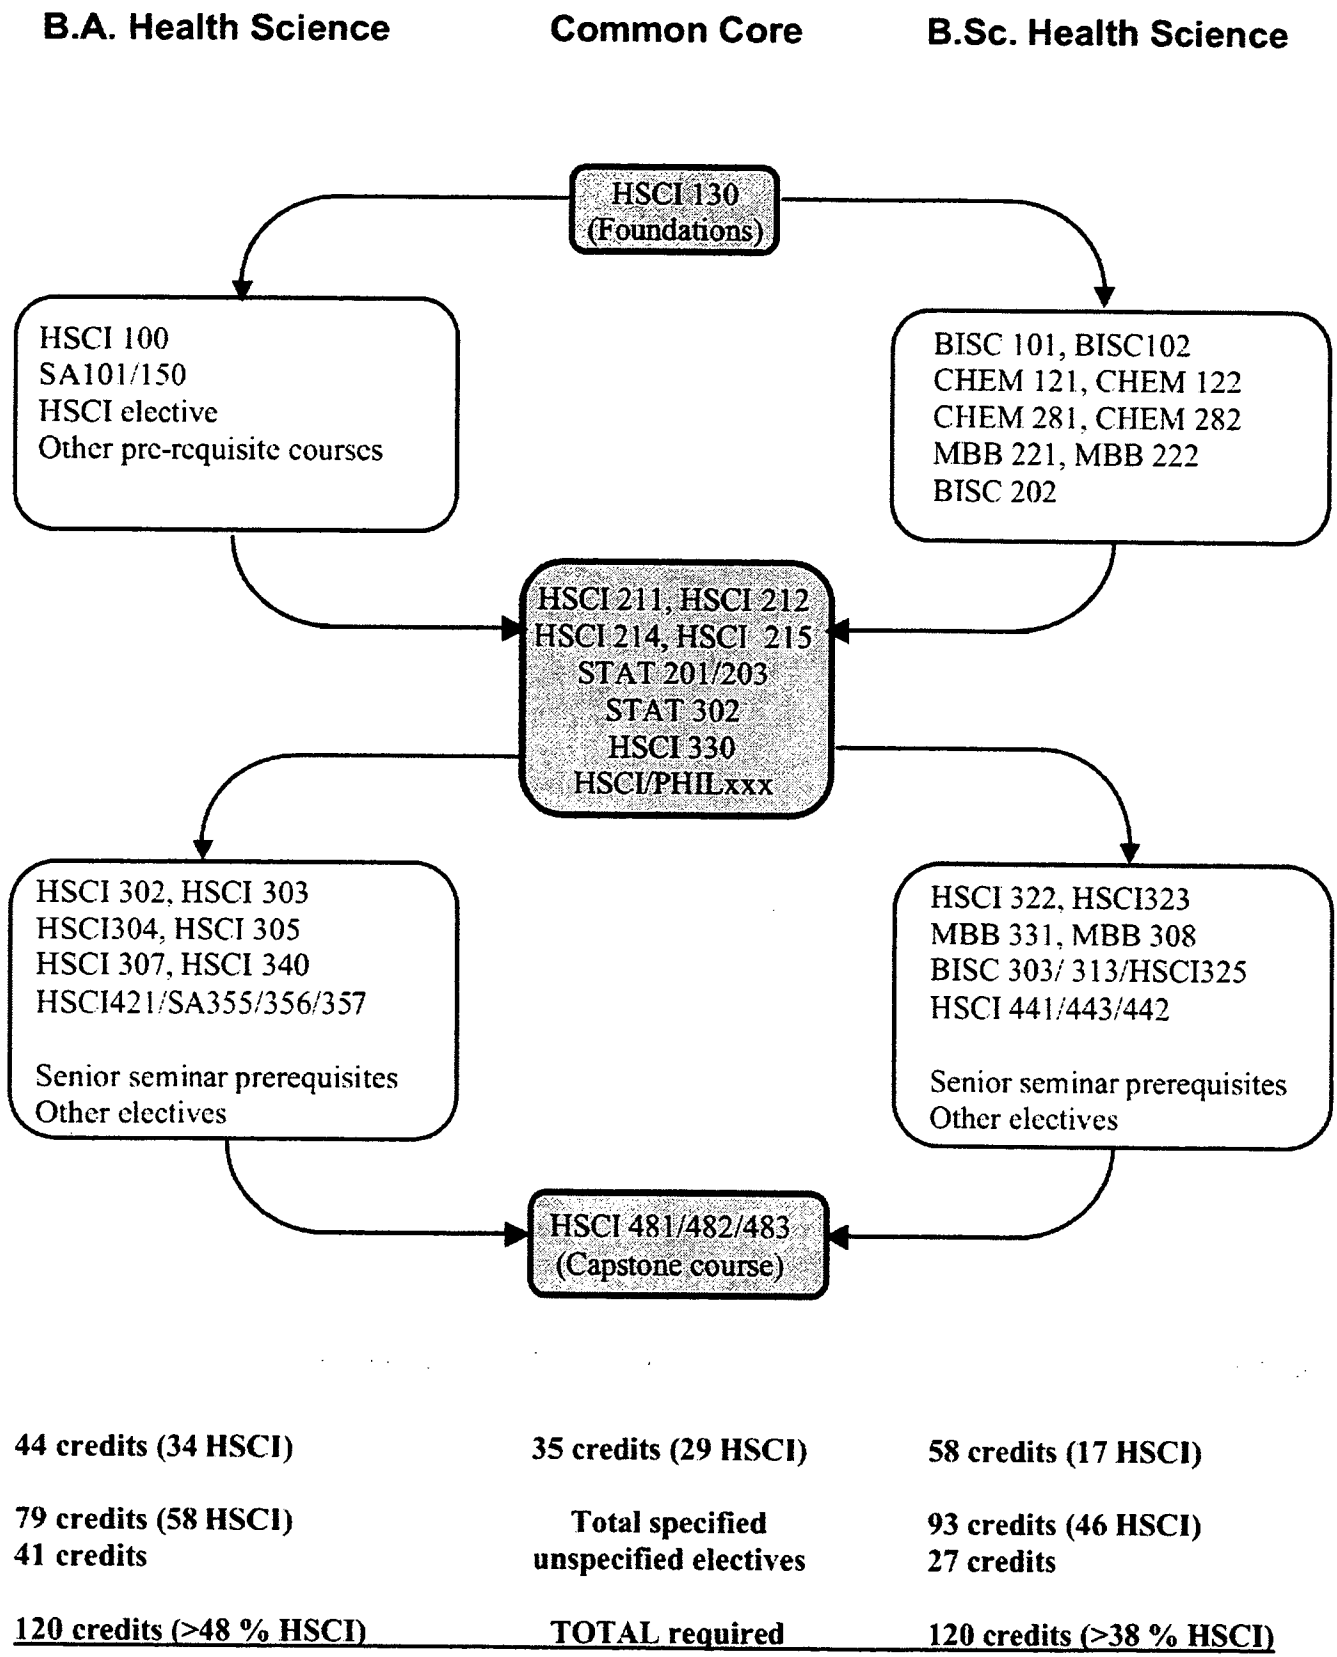 B.A. Health Science
Common Core
B.Sc. Health Science
HSCI 130
(Foundations)
HSCI 100
SA101/150
HSCI elective
Other pre-requisite courses
BISC 101, BISC102
CHEM 121, CHEM 122
CHEM 281, CHEM 282
MBB 221, MBB 222
BISC 202
HSCI 211, HSCI 212
HSCI 214, HSCI 215
STAT 201/203
STAT 302
HSCI 330
HSCI/PHILxxx
HSCI 302, HSCI 303
HSCI304, HSCI 305
HSCI 307, HSCI 340
HSCI421/SA355/356/357
Senior seminar prerequisites
Other electives
HSCI 322, HSCI323
MBB 331, MBB 308
BISC 303/ 313/HSCI325
HSCI 441/443/442
Senior seminar prerequisites
Other electives
HSCI 481/482/483
(Capstone course)
44 credits (34 HSCI)
35 credits (29 HSCI)
58 credits (17 HSCI)
79 credits (58 HSCI)
Total specified
93 credits (46 HSCI)
41 credits
unspecified electives
27 credits
120 credits (>48 % HSCI)
TOTAL required
120 credits (>38 % HSCI)